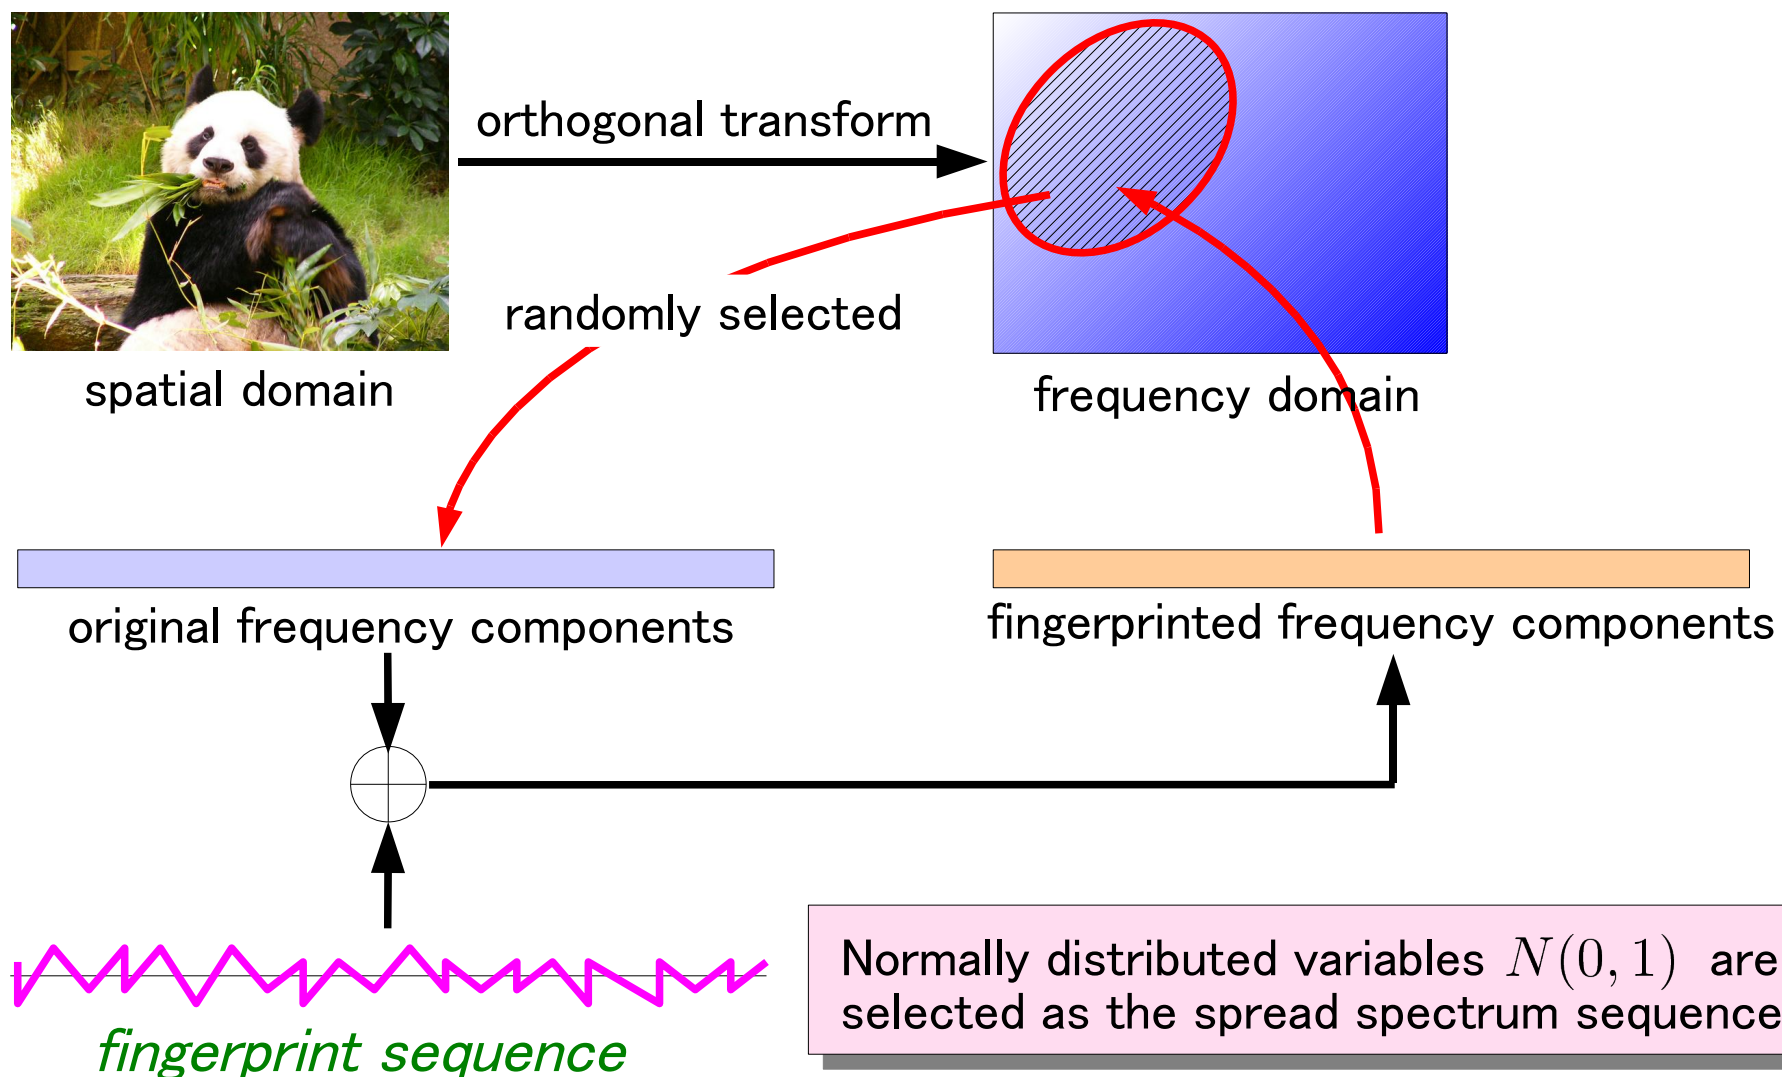 orthogonal transform
randomly selected
spatial domain
frequency domain
original frequency components
fingerprinted frequency components
fingerprint sequence
Normally distributed variables N(0, 1) are
selected as the spread spectrum sequence